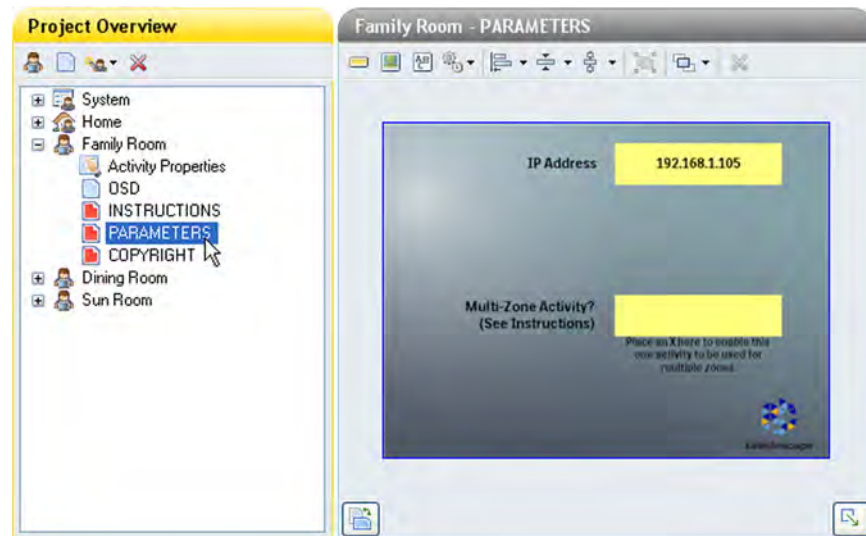 Project Overview
System
Home
Family Room
Activity Properties
OSD
INSTRUCTIONS
PARAMETERS
COPYRIGHT
Dining Room
Sun Room
Family Room - PARAMETERS
IP Address
192.168.1.105
Multi-Zone Activity?
(See Instructions)
Place an X here to enable this
one activity to be used for
multiple zones.
kaleidescape